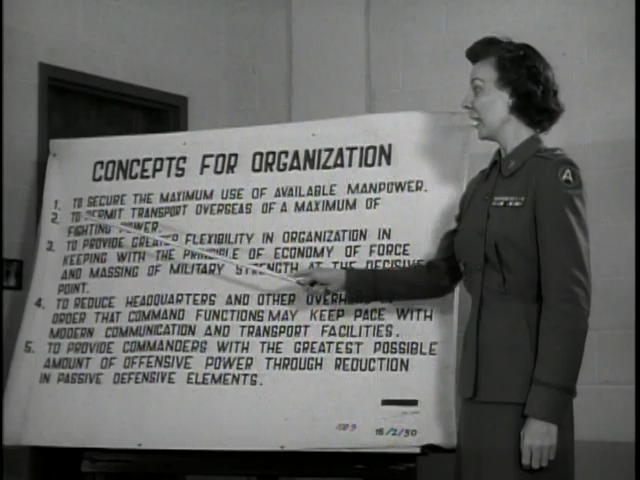 CONCEPTS FOR ORGANIZATION
1. TO SECURE THE MAXIMUM USE OF AVAILABLE MANPOWER.
2. TO PERMIT TRANSPORT OVERSEAS OF A MAXIMUM OF
FIGHTING POWER.
3. TO PROVIDE GREATER FLEXIBILITY IN ORGANIZATION IN
KEEPING WITH THE PRINCIPLE OF ECONOMY OF FORCE
AND MASSING OF MILITARY STRENGTH AT THE DECISIVE
POINT.
4. TO REDUCE HEADQUARTERS AND OTHER OVERHEAD IN
ORDER THAT COMMAND FUNCTIONS MAY KEEP PACE WITH
MODERN COMMUNICATION AND TRANSPORT FACILITIES.
5. TO PROVIDE COMMANDERS WITH THE GREATEST POSSIBLE
AMOUNT OF OFFENSIVE POWER THROUGH REDUCTION
IN PASSIVE DEFENSIVE ELEMENTS.
A